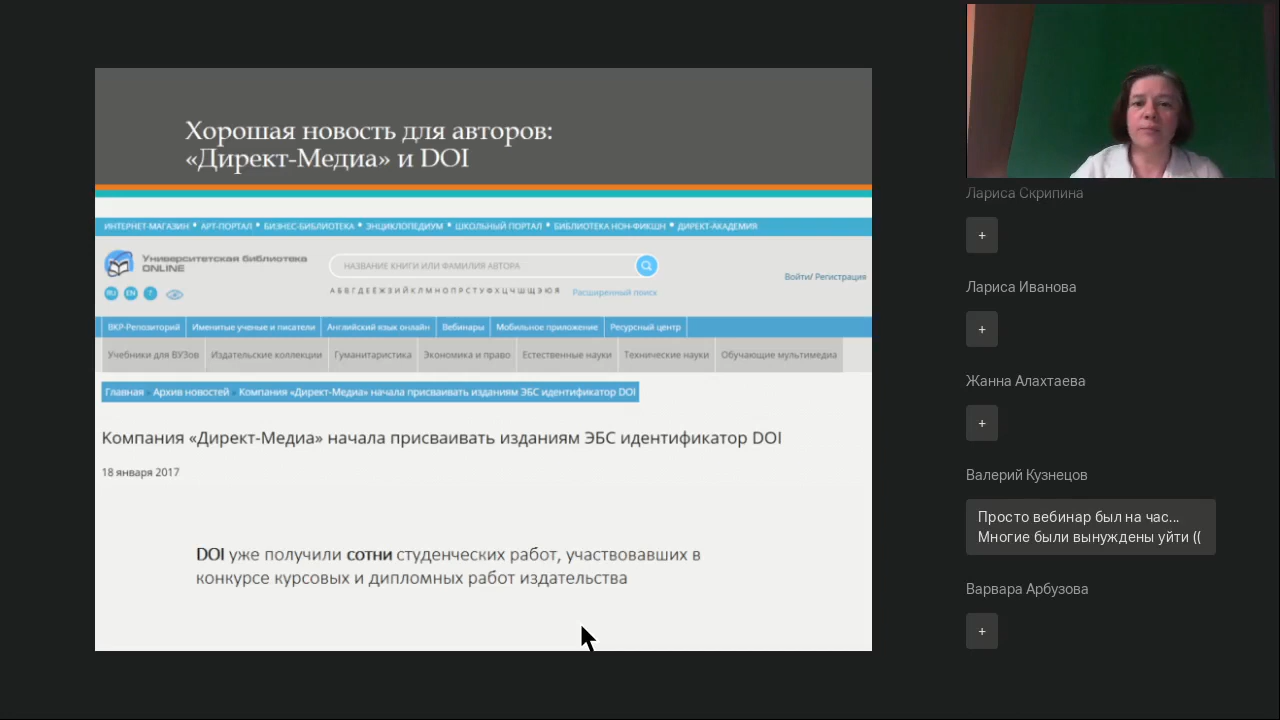 Хорошая новость для авторов:
«Директ-Медиа» и DOI
ИНТЕРНЕТ-МАГАЗИН • АРТ-ПОРТАЛ • БИЗНЕС-БИБЛИОТЕКА • ЭНЦИКЛОПЕДИУМ • ШКОЛЬНЫЙ ПОРТАЛ • БИБЛИОТЕКА НОН-ФИКШН • ДИРЕКТ-АКАДЕМИЯ
Университетская библиотека
ONLINE
НАЗВАНИЕ КНИГИ ИЛИ ФАМИЛИЯ АВТОРА
Войти/ Регистрация
RU EN
А Б В Г Д Е Ё Ж З И Й К Л М Н О П Р С Т У Ф Х Ц Ч Ш Щ Э Ю Я
Расширенный поиск
ВКР-Репозиторий Именитые ученые и писатели Английский язык онлайн Вебинары Мобильное приложение Ресурсный центр
Учебники для ВУЗов Издательские коллекции Гуманитаристика Экономика и право Естественные науки Технические науки Обучающие мультимедиа
Главная Архив новостей Компания «Директ-Медиа» начала присваивать изданиям ЭБС идентификатор DOI
Компания «Директ-Медиа» начала присваивать изданиям ЭБС идентификатор DOI
18 января 2017
DOI уже получили сотни студенческих работ, участвовавших в
конкурсе курсовых и дипломных работ издательства
Лариса Скрипина
+
Лариса Иванова
+
Жанна Алахтаева
+
Валерий Кузнецов
Просто вебинар был на час...
Многие были вынуждены уйти ((
Варвара Арбузова
+